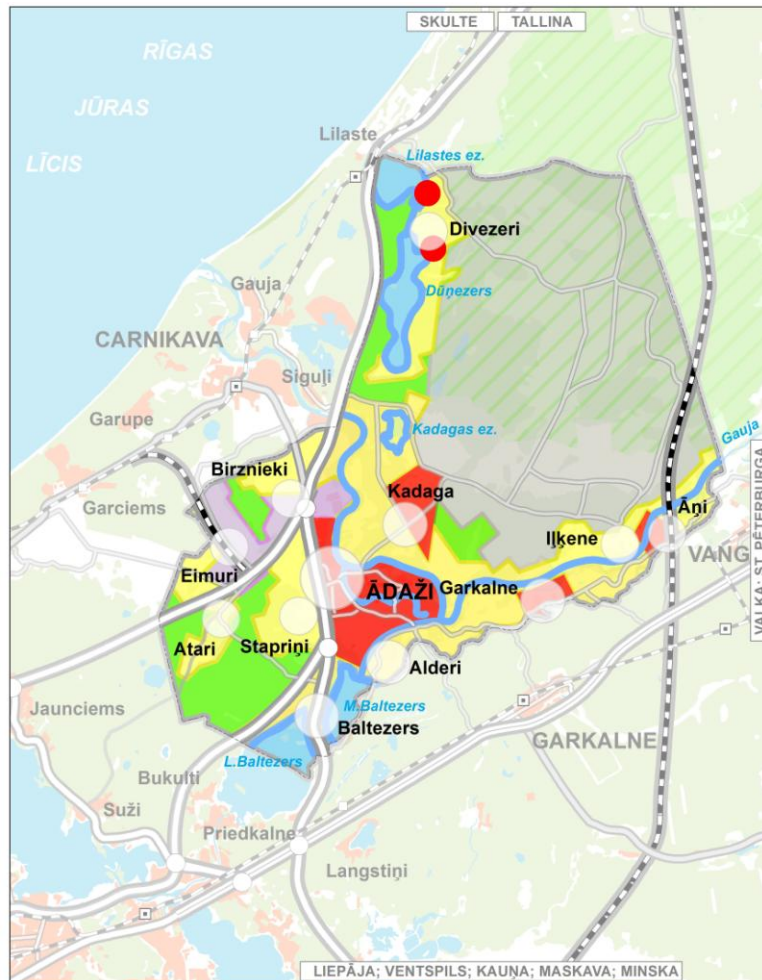 SKULTE
TALLINA
RĪGAS
JŪRAS
LĪCIS
Lilaste
Lilastes ez.
Divezeri
Gauja
Dūņezers
CARNIKAVA
Siguļi
Garupe
Kadagas ez.
Gauja
Birznieki
Garciems
Kadaga
Āņi
Iļķene
VANG
Eimuri
ĀDAŽI
Garkalne
Atari
Stapriņi
Alderi
Jaunciems
M.Baltezers
Baltezers
GARKALNE
L.Baltezers
Bukulti
Suži
Priedkalne
Langstiņi
VALKA; ST. PĒTERBURGA
LIEPĀJA; VENTSPILS; KAUŅA; MASKAVA; MINSKA